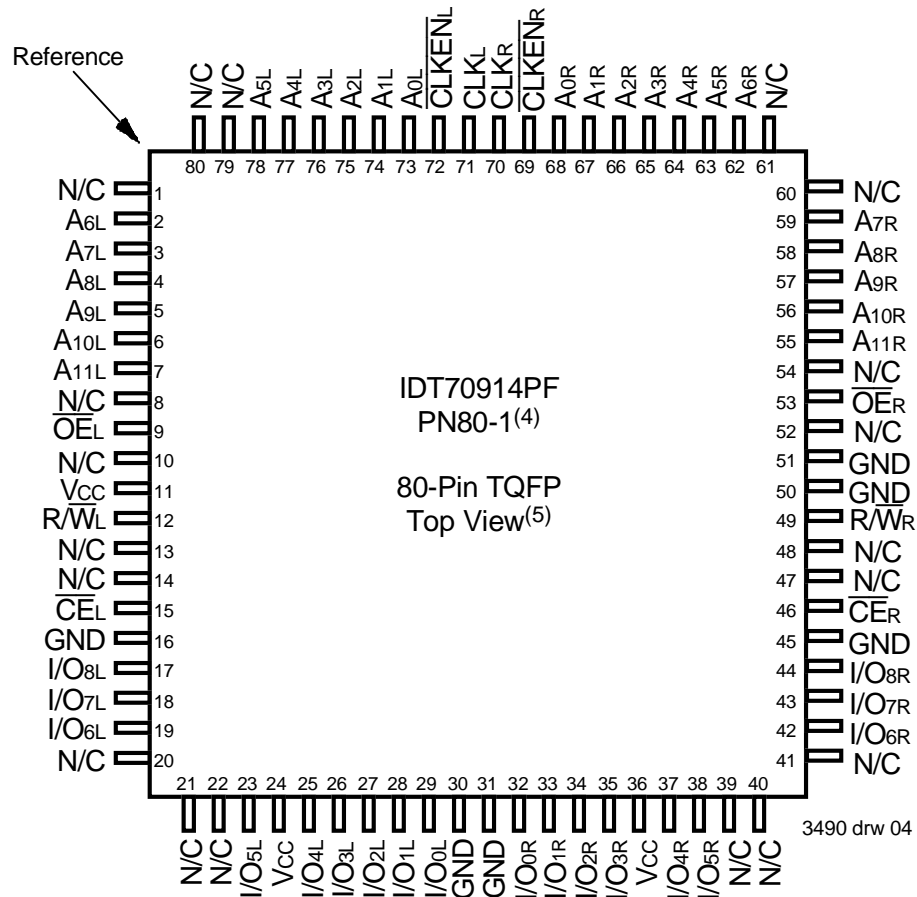 Reference
N/C
N/C
A5L
A4L
A3L
A2L
A1L
A0L
CLKENL
CLKL
CLKR
CLKENR
A0R
A1R
A2R
A3R
A4R
A5R
A6R
N/C
80 79 78 77 76 75 74 73 72 71 70 69 68 67 66 65 64 63 62 61
N/C 1
A6L 2
A7L 3
A8L 4
A9L 5
A10L 6
A11L 7
N/C 8
OEL 9
N/C 10
VCC 11
R/WL 12
N/C 13
N/C 14
CEL 15
GND 16
I/O8L 17
I/O7L 18
I/O6L 19
N/C 20
IDT70914PF
PN80-1(4)
80-Pin TQFP
Top View(5)
60 N/C
59 A7R
58 A8R
57 A9R
56 A10R
55 A11R
54 N/C
53 OER
52 N/C
51 GND
50 GND
49 R/WR
48 N/C
47 N/C
46 CER
45 GND
44 I/O8R
43 I/O7R
42 I/O6R
41 N/C
21 22 23 24 25 26 27 28 29 30 31 32 33 34 35 36 37 38 39 40
N/C
N/C
I/O5L
VCC
I/O4L
I/O3L
I/O2L
I/O1L
I/O0L
GND
GND
I/O0R
I/O1R
I/O2R
I/O3R
VCC
I/O4R
I/O5R
N/C
N/C
3490 drw 04